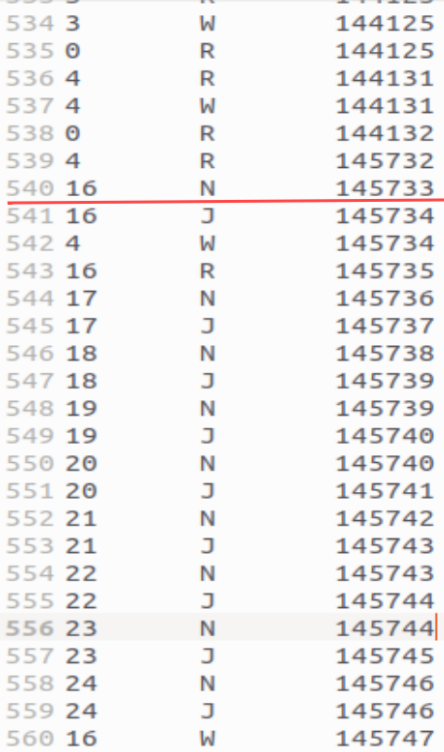 534 3 W 144125
535 0 R 144125
536 4 R 144131
537 4 W 144131
538 0 R 144132
539 4 R 145732
540 16 N 145733
541 16 J 145734
542 4 W 145734
543 16 R 145735
544 17 N 145736
545 17 J 145737
546 18 N 145738
547 18 J 145739
548 19 N 145739
549 19 J 145740
550 20 N 145740
551 20 J 145741
552 21 N 145742
553 21 J 145743
554 22 N 145743
555 22 J 145744
556 23 N 145744
557 23 J 145745
558 24 N 145746
559 24 J 145746
560 16 W 145747